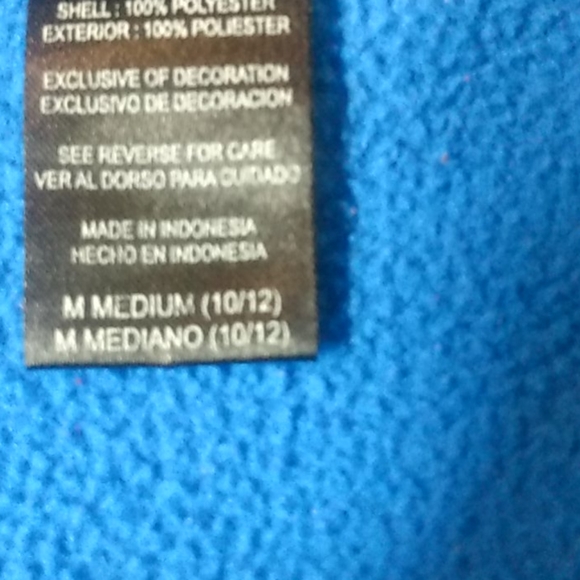 SHELL : 100% POLYESTER
EXTERIOR : 100% POLIESTER
EXCLUSIVE OF DECORATION
EXCLUSIVO DE DECORACION
SEE REVERSE FOR CARE
VER AL DORSO PARA CUIDADO
MADE IN INDONESIA
HECHO EN INDONESIA
M MEDIUM (10/12)
M MEDIANO (10/12)